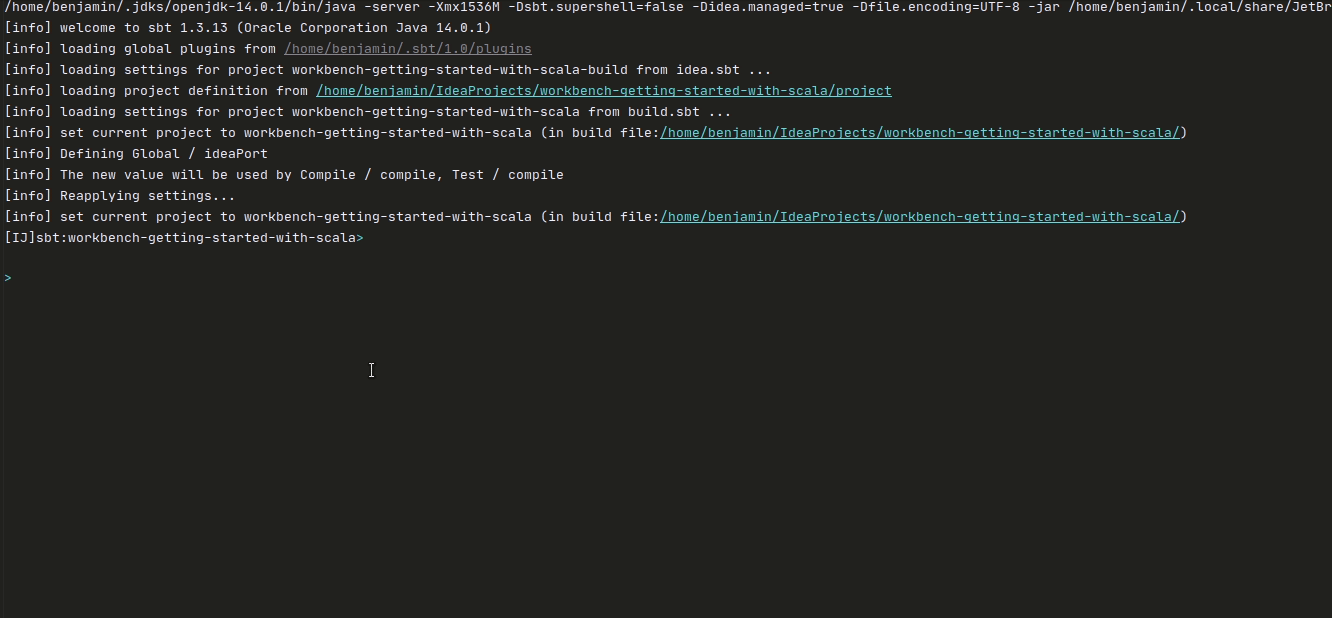 /home/benjamin/.jdks/openjdk-14.0.1/bin/java -server -Xmx1536M -Dsbt.supershell=false -Didea.managed=true -Dfile.encoding=UTF-8 -jar /home/benjamin/.local/share/JetBr
[info] welcome to sbt 1.3.13 (Oracle Corporation Java 14.0.1)
[info] loading global plugins from /home/benjamin/.sbt/1.0/plugins
[info] loading settings for project workbench-getting-started-with-scala-build from idea.sbt ...
[info] loading project definition from /home/benjamin/IdeaProjects/workbench-getting-started-with-scala/project
[info] loading settings for project workbench-getting-started-with-scala from build.sbt ...
[info] set current project to workbench-getting-started-with-scala (in build file:/home/benjamin/IdeaProjects/workbench-getting-started-with-scala/)
[info] Defining Global / ideaPort
[info] The new value will be used by Compile / compile, Test / compile
[info] Reapplying settings...
[info] set current project to workbench-getting-started-with-scala (in build file:/home/benjamin/IdeaProjects/workbench-getting-started-with-scala/)
[IJ]sbt:workbench-getting-started-with-scala>
>